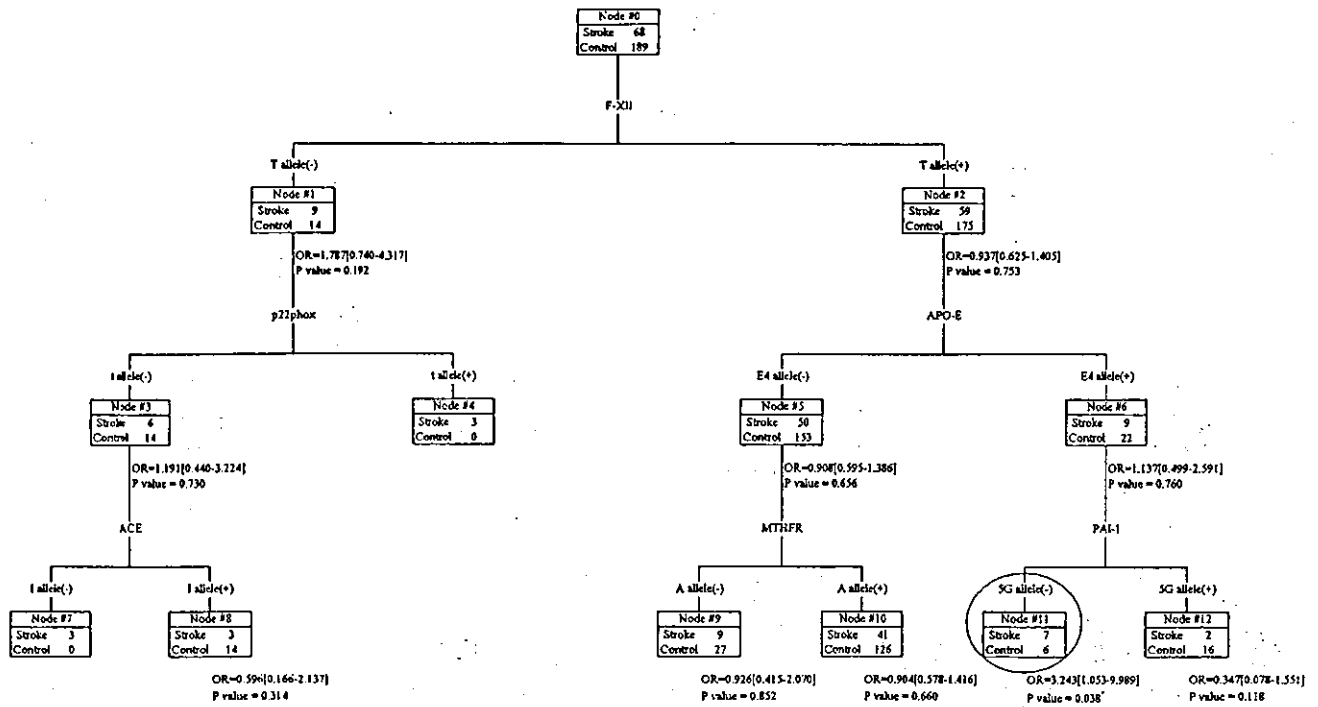 Node #0
Stroke 68
Control 189
F-XII
T allele(-)
T allele(+)
Node #1
Stroke 9
Control 14
Node #2
Stroke 59
Control 175
OR=1.787[0.740-4.317]
P value = 0.192
OR=0.937[0.625-1.405]
P value = 0.753
p22phox
APO-E
t allele(-)
t allele(+)
E4 allele(-)
E4 allele(+)
Node #3
Stroke 6
Control 14
Node #4
Stroke 3
Control 0
Node #5
Stroke 50
Control 153
Node #6
Stroke 9
Control 22
OR=1.191[0.440-3.224]
P value = 0.730
OR=0.908[0.595-1.386]
P value = 0.656
OR=1.137[0.499-2.591]
P value = 0.760
ACE
MTHFR
PAI-1
I allele(-)
I allele(+)
A allele(-)
A allele(+)
5G allele(-)
5G allele(+)
Node #7
Stroke 3
Control 0
Node #8
Stroke 3
Control 14
Node #9
Stroke 9
Control 27
Node #10
Stroke 41
Control 126
Node #11
Stroke 7
Control 6
Node #12
Stroke 2
Control 16
OR=0.596[0.166-2.137]
P value = 0.314
OR=0.926[0.415-2.070]
P value = 0.852
OR=0.904[0.578-1.416]
P value = 0.660
OR=3.243[1.053-9.989]
P value = 0.038*
OR=0.347[0.078-1.551]
P value = 0.118